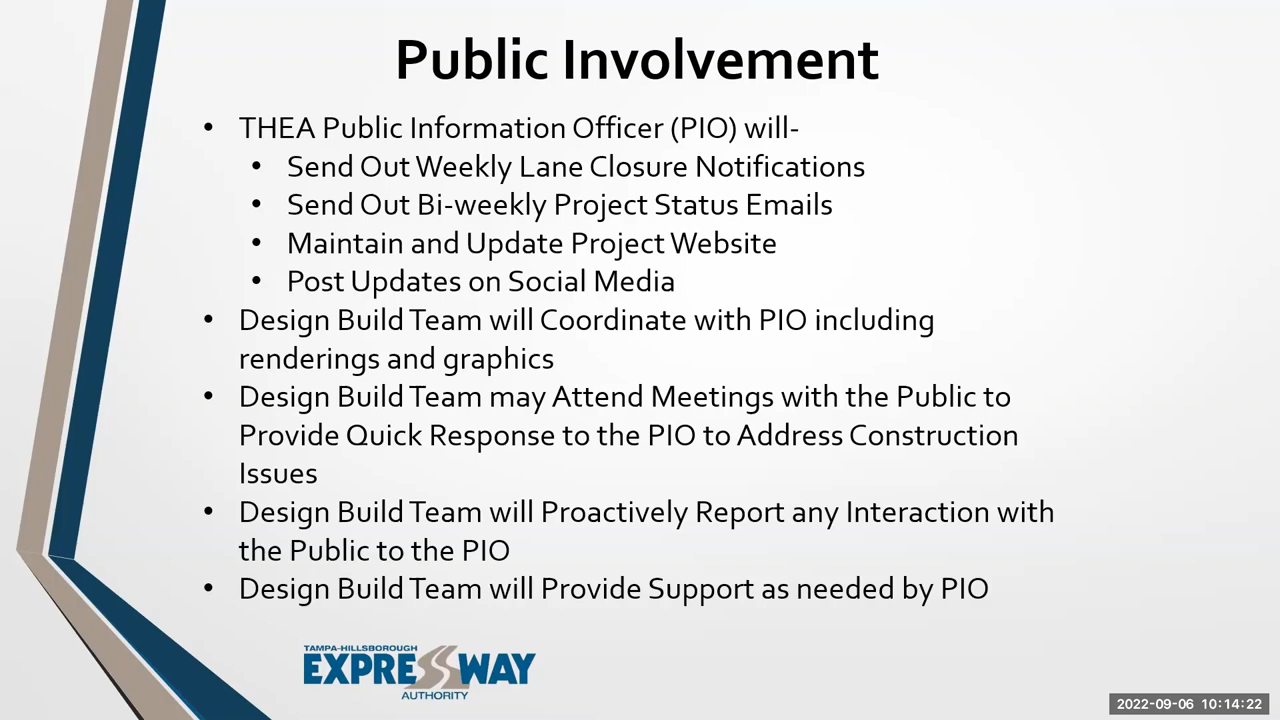 Public Involvement
• THEA Public Information Officer (PIO) will-
• Send Out Weekly Lane Closure Notifications
• Send Out Bi-weekly Project Status Emails
• Maintain and Update Project Website
• Post Updates on Social Media
• Design Build Team will Coordinate with PIO including
renderings and graphics
• Design Build Team may Attend Meetings with the Public to
Provide Quick Response to the PIO to Address Construction
Issues
• Design Build Team will Proactively Report any Interaction with
the Public to the PIO
• Design Build Team will Provide Support as needed by PIO
TAMPA-HILLSBOROUGH
EXPRESSWAY
AUTHORITY
2022-09-06 10:14:22